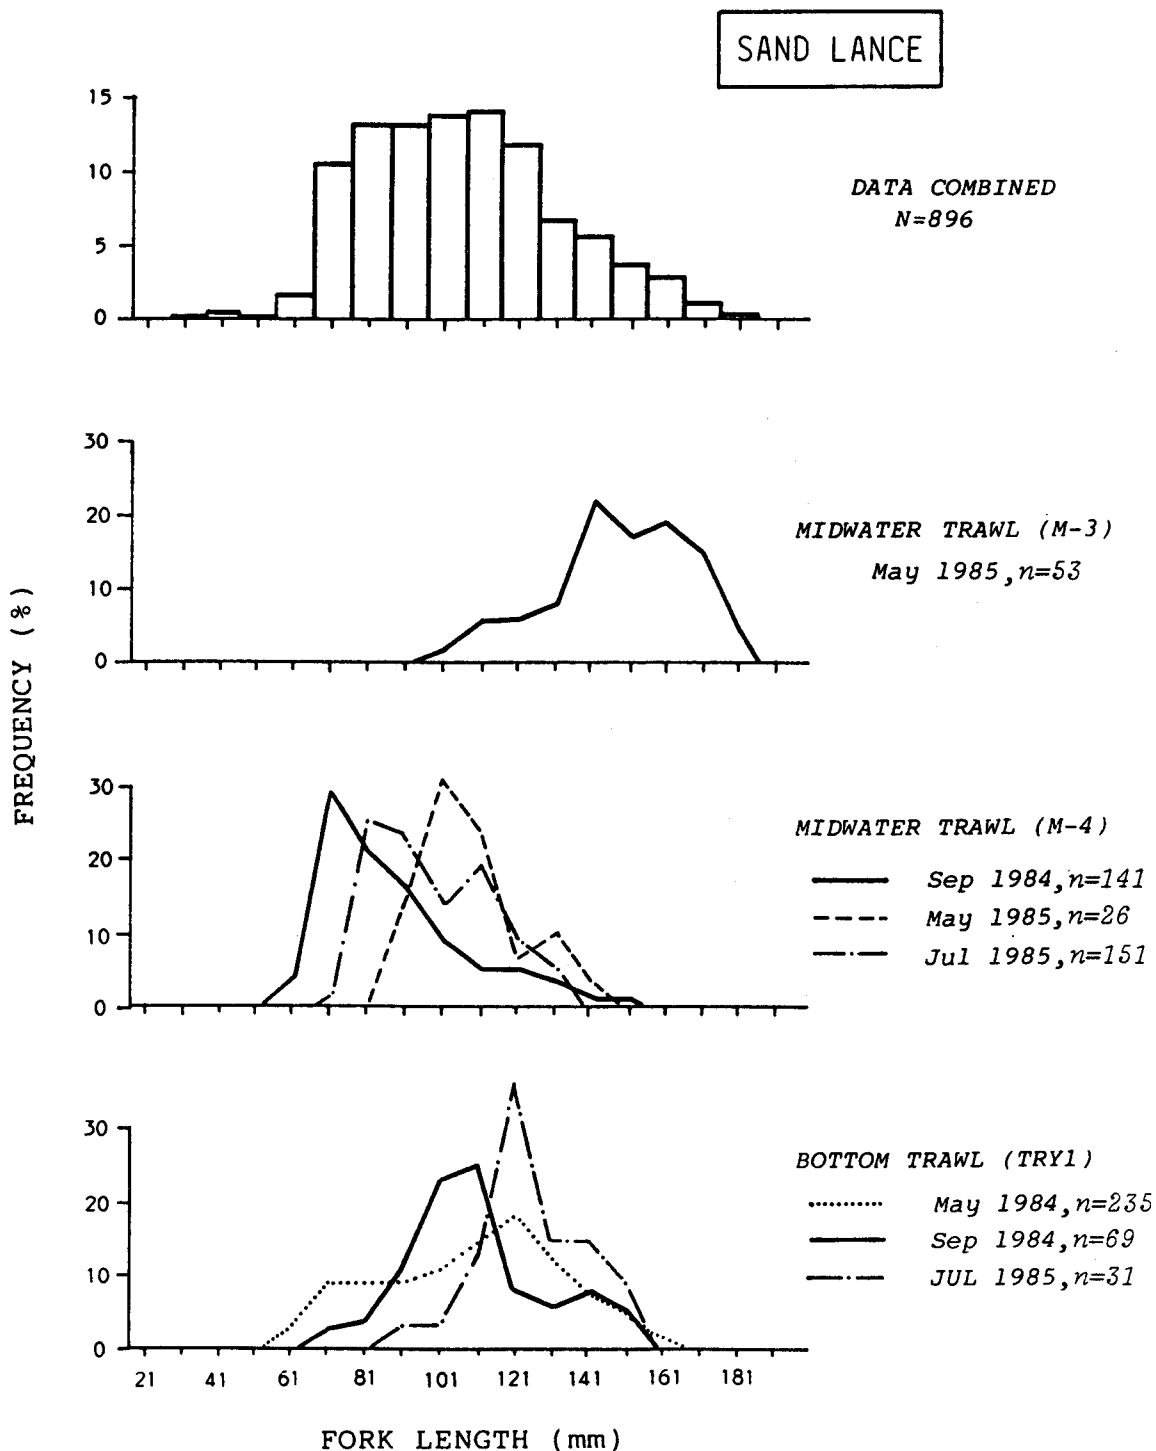 SAND LANCE
15
10
5
0
DATA COMBINED
N=896
30
20
10
0
MIDWATER TRAWL (M-3)
May 1985, n=53
FREQUENCY (%)
30
20
10
0
MIDWATER TRAWL (M-4)
Sep 1984, n=141
May 1985, n=26
Jul 1985, n=151
30
20
10
0
BOTTOM TRAWL (TRY1)
May 1984, n=235
Sep 1984, n=69
JUL 1985, n=31
21 41 61 81 101 121 141 161 181
FORK LENGTH (mm)